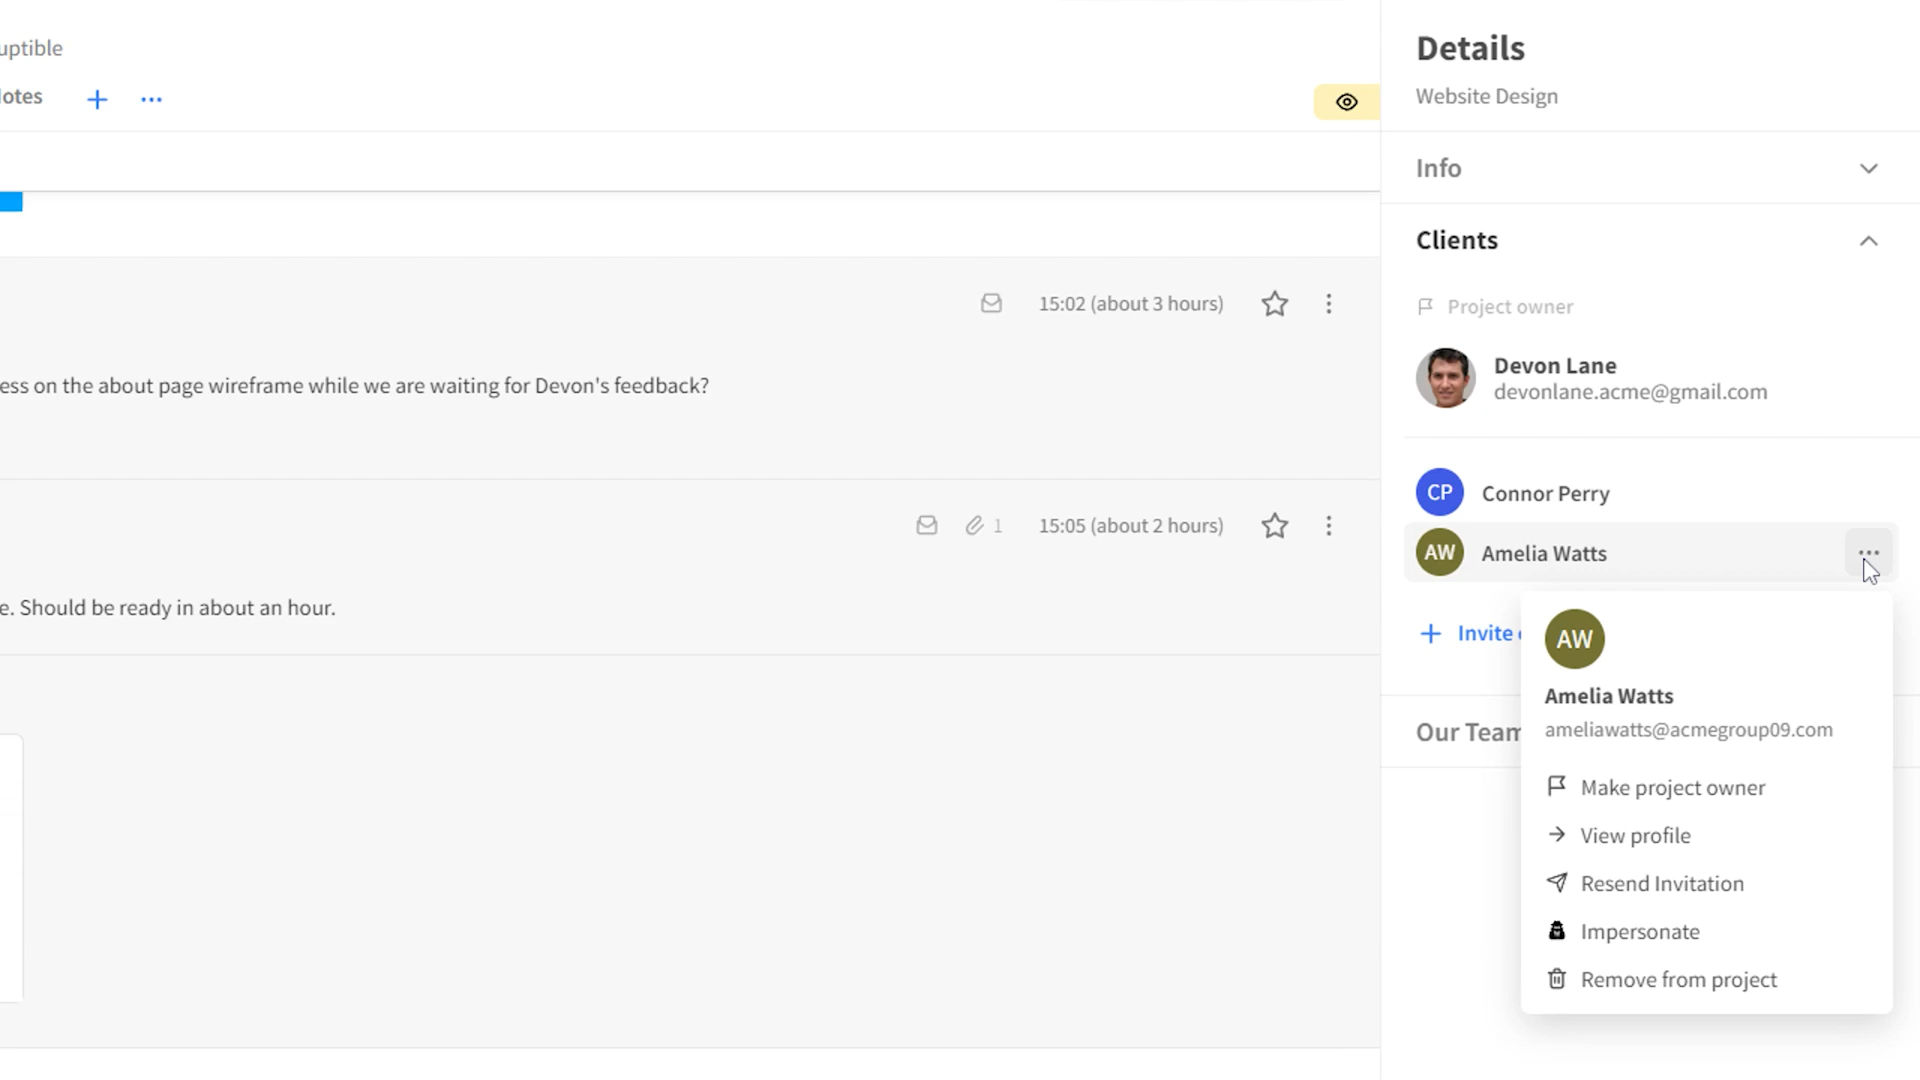 Details
Website Design
Info
Clients
Project owner
Devon Lane
devonlane.acme@gmail.com
CP Connor Perry
AW Amelia Watts
+ Invite
AW
Amelia Watts
ameliawatts@acmegroup09.com
Our Team
Make project owner
View profile
Resend Invitation
Impersonate
Remove from project
uptible
otes + ...
15:02 (about 3 hours)
ess on the about page wireframe while we are waiting for Devon's feedback?
1 15:05 (about 2 hours)
e. Should be ready in about an hour.